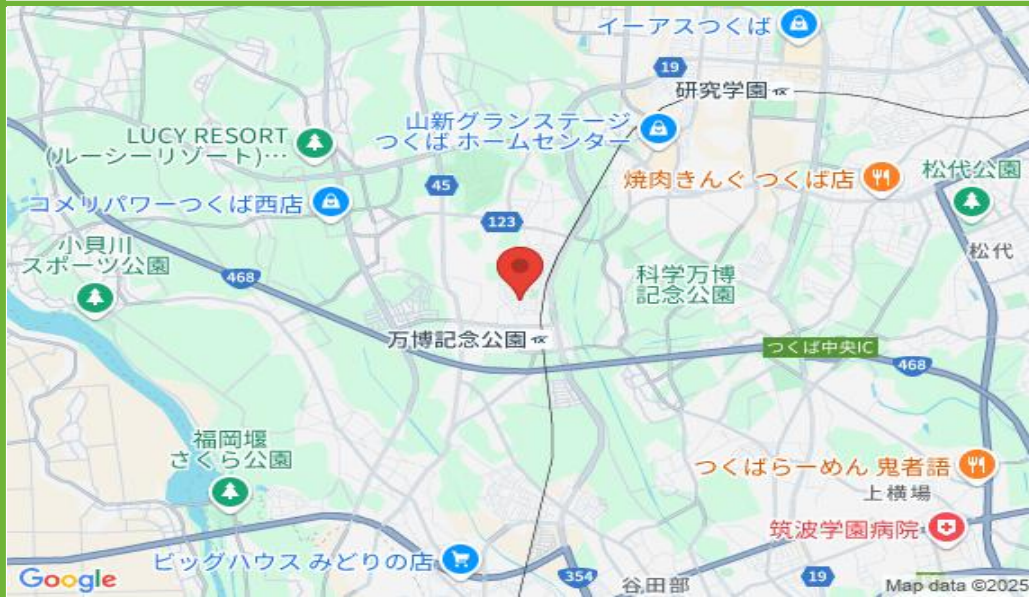 イーアスつくば
19
研究学園
山新グランステージ
つくば ホームセンター
LUCY RESORT
(ルーシーリゾート)…
45
焼肉きんぐ つくば店
松代公園
コメリパワーつくば西店
123
松代
小貝川
スポーツ公園
468
科学万博
記念公園
万博記念公園
つくば中央IC
468
福岡堰
さくら公園
つくばらーめん 鬼者語
上横場
筑波学園病院
ビッグハウス みどりの店
354
谷田部
19
Google
Map data ©2025